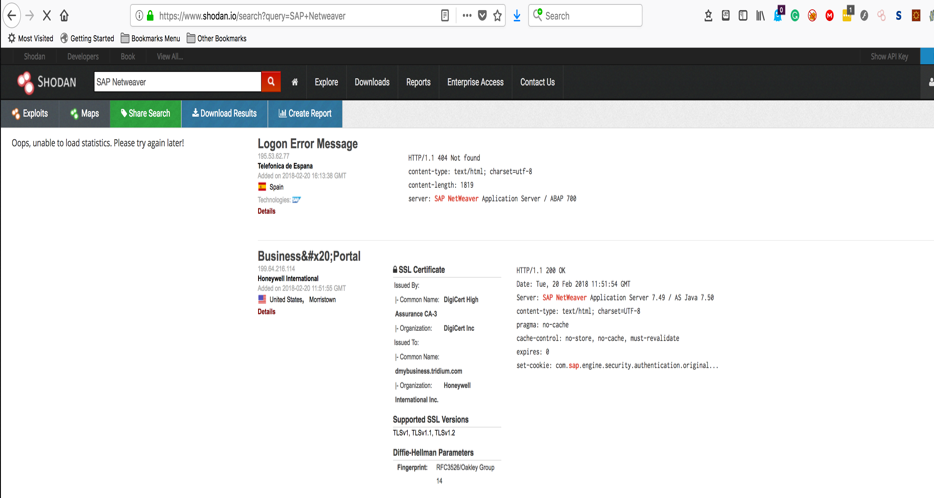 https://www.shodan.io/search?query=SAP+Netweaver
Search
Most Visited Getting Started Bookmarks Menu Other Bookmarks
Shodan Developers Book View All... Show API Key
SHODAN SAP Netweaver Explore Downloads Reports Enterprise Access Contact Us
Exploits Maps Share Search Download Results Create Report
Oops, unable to load statistics. Please try again later!
Logon Error Message
195.53.82.77
Telefonica de Espana
Added on 2018-02-20 16:13:38 GMT
Spain
Technologies: SAP
Details
HTTP/1.1 404 Not found
content-type: text/html; charset=utf-8
content-length: 1819
server: SAP NetWeaver Application Server / ABAP 700
Business&#x20;Portal
199.64.218.114
Honeywell International
Added on 2018-02-20 11:51:55 GMT
United States, Morristown
Details
SSL Certificate
Issued By:
|- Common Name: DigiCert High
Assurance CA-3
|- Organization: DigiCert Inc
Issued To:
|- Common Name:
dmybusiness.tridium.com
|- Organization: Honeywell
International Inc.
Supported SSL Versions
TLSv1, TLSv1.1, TLSv1.2
Diffie-Hellman Parameters
Fingerprint: RFC3526/Oakley Group
14
HTTP/1.1 200 OK
Date: Tue, 20 Feb 2018 11:51:54 GMT
Server: SAP NetWeaver Application Server 7.49 / AS Java 7.50
content-type: text/html; charset=UTF-8
pragma: no-cache
cache-control: no-store, no-cache, must-revalidate
expires: 0
set-cookie: com.sap.engine.security.authentication.original...